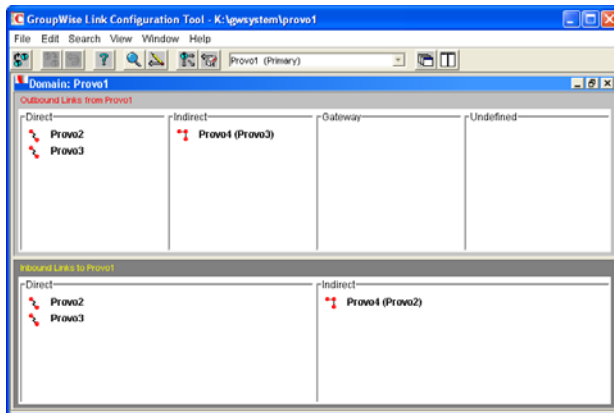 GroupWise Link Configuration Tool - K:\gwsystem\provo1
File Edit Search View Window Help
Provo1 (Primary)
Domain: Provo1
Outbound Links from Provo1
Direct Indirect Gateway Undefined
Provo2 Provo4 (Provo3)
Provo3
Inbound Links to Provo1
Direct Indirect
Provo2 Provo4 (Provo2)
Provo3